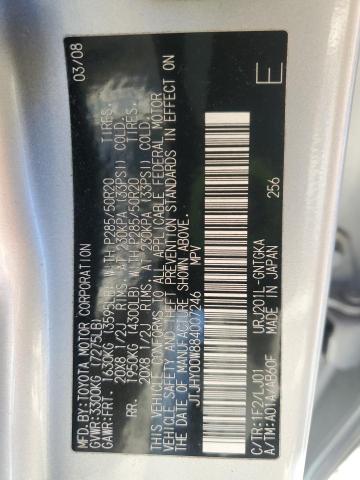 MFD.BY:TOYOTA MOTOR CORPORATION 03/08
GVWR:3300KG (7275LB)
GAWR:FRT. 1630KG (3595LB) WITH P285/50R20 TIRES,
20X8 1/2J RIMS, AT 230KPA (33PSI) COLD.
RR. 1950KG (4300LB) WITH P285/50R20 TIRES,
20X8 1/2J RIMS, AT 230KPA (33PSI) COLD.
THIS VEHICLE CONFORMS TO ALL APPLICABLE FEDERAL MOTOR
VEHICLE SAFETY AND THEFT PREVENTION STANDARDS IN EFFECT ON
THE DATE OF MANUFACTURE SHOWN ABOVE.
JTJHY00W884007246 MPV
C/TR:1F2/LJ01 URJ201L-GNTGKA 256
A/TM:A01A/AB60F MADE IN JAPAN E